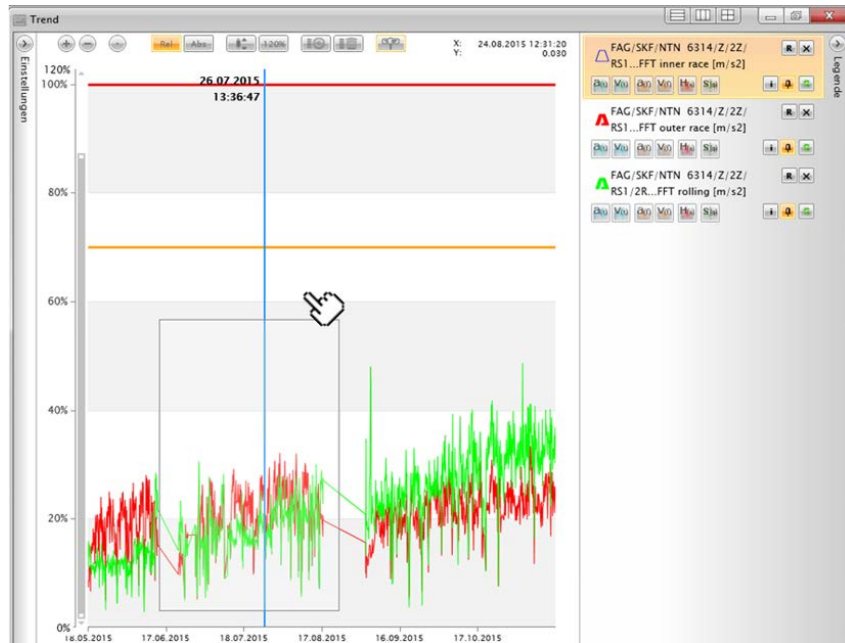 Trend
Einstellungen
Rel Abs 120%
X: 24.08.2015 12:31:20
Y: 0.030
120%
100%
80%
60%
40%
20%
0%
26.07.2015
13:36:47
18.05.2015 17.06.2015 18.07.2015 17.08.2015 16.09.2015 17.10.2015
FAG/SKF/NTN 6314/Z/2Z/
RS1...FFT inner race [m/s2]
R X
a(t) v(t) a(f) v(f) H(f) S(f) i
FAG/SKF/NTN 6314/Z/2Z/
RS1...FFT outer race [m/s2]
R X
a(t) v(t) a(f) v(f) H(f) S(f) i
FAG/SKF/NTN 6314/Z/2Z/
RS1/2R...FFT rolling [m/s2]
R X
a(t) v(t) a(f) v(f) H(f) S(f) i
Legende